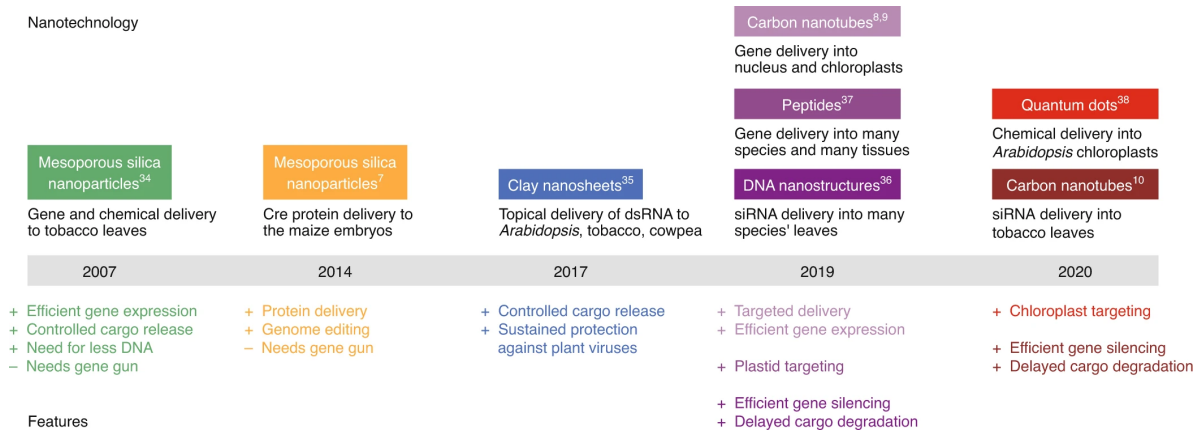 Nanotechnology
Carbon nanotubes8,9
Gene delivery into
nucleus and chloroplasts
Peptides37
Gene delivery into many
species and many tissues
Quantum dots38
Chemical delivery into
Arabidopsis chloroplasts
Mesoporous silica
nanoparticles34
Gene and chemical delivery
to tobacco leaves
Mesoporous silica
nanoparticles7
Cre protein delivery to
the maize embryos
Clay nanosheets35
Topical delivery of dsRNA to
Arabidopsis, tobacco, cowpea
DNA nanostructures36
siRNA delivery into many
species' leaves
Carbon nanotubes10
siRNA delivery into
tobacco leaves
2007
2014
2017
2019
2020
+ Efficient gene expression
+ Controlled cargo release
+ Need for less DNA
– Needs gene gun
+ Protein delivery
+ Genome editing
– Needs gene gun
+ Controlled cargo release
+ Sustained protection
against plant viruses
+ Targeted delivery
+ Efficient gene expression
+ Plastid targeting
+ Efficient gene silencing
+ Delayed cargo degradation
+ Chloroplast targeting
+ Efficient gene silencing
+ Delayed cargo degradation
Features